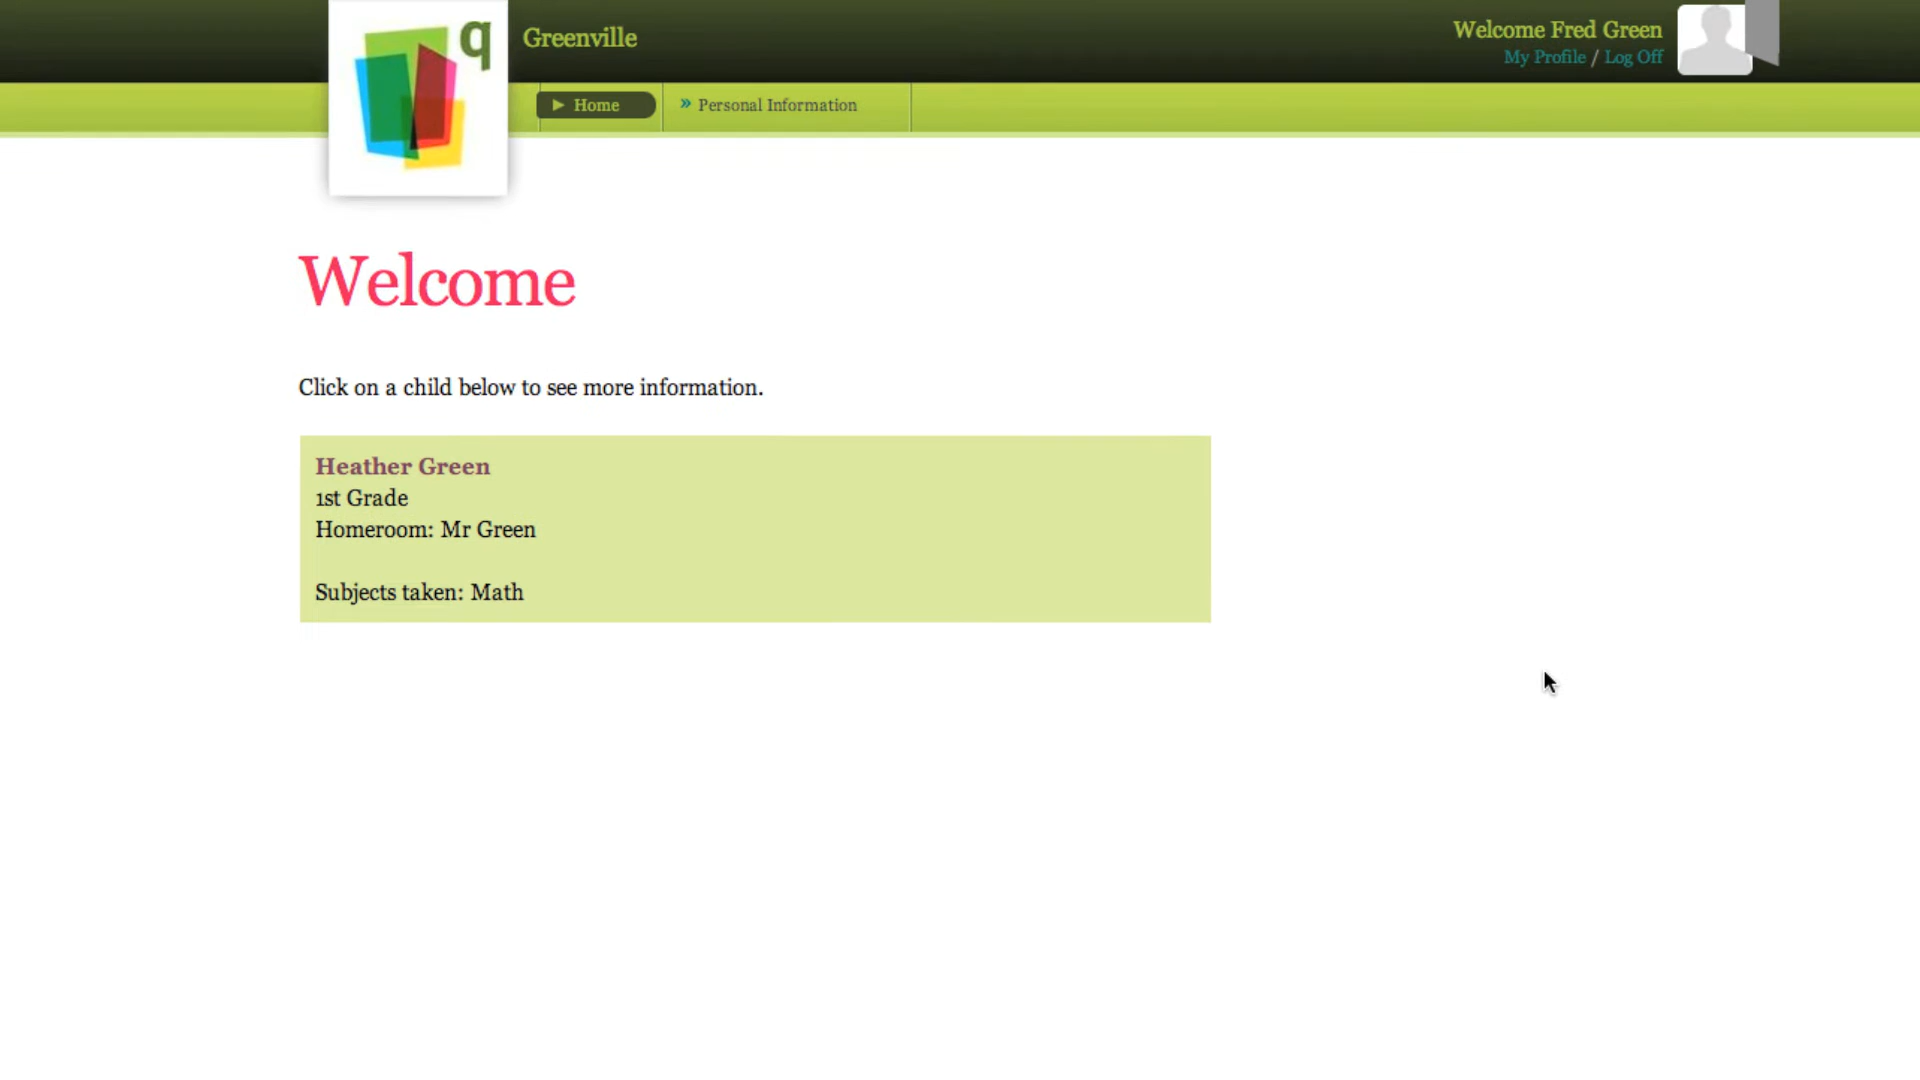 q
Greenville
Welcome Fred Green
My Profile / Log Off
▶ Home
» Personal Information
Welcome
Click on a child below to see more information.
Heather Green
1st Grade
Homeroom: Mr Green
Subjects taken: Math